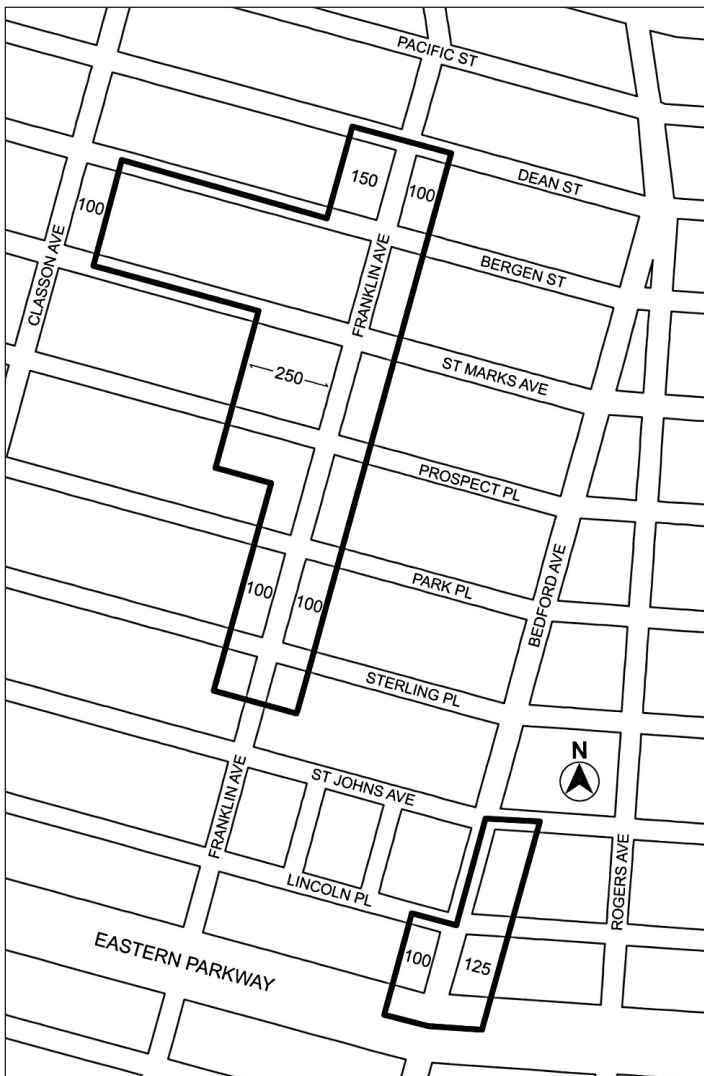 PACIFIC ST
150
100
DEAN ST
100
FRANKLIN AVE
BERGEN ST
CLASSON AVE
250
ST MARKS AVE
PROSPECT PL
100
100
PARK PL
BEDFORD AVE
STERLING PL
N
ST JOHNS AVE
FRANKLIN AVE
LINCOLN PL
ROGERS AVE
EASTERN PARKWAY
100
125